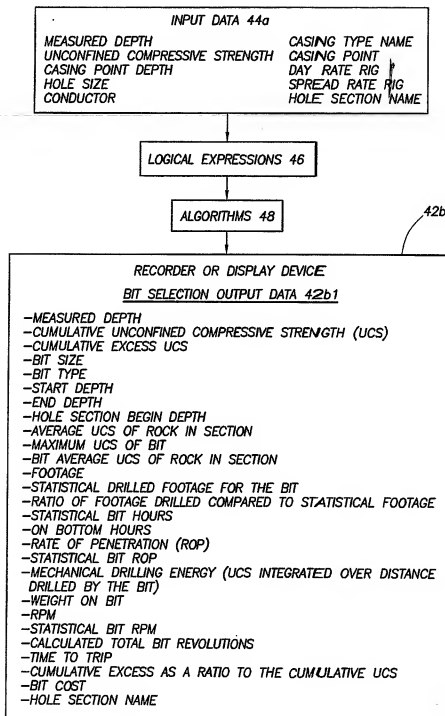 INPUT DATA 44a
MEASURED DEPTH
UNCONFINED COMPRESSIVE STRENGTH
CASING POINT DEPTH
HOLE SIZE
CONDUCTOR
CASING TYPE NAME
CASING POINT
DAY RATE RIG
SPREAD RATE RIG
HOLE SECTION NAME
LOGICAL EXPRESSIONS 46
ALGORITHMS 48
42b
RECORDER OR DISPLAY DEVICE
BIT SELECTION OUTPUT DATA 42b1
-MEASURED DEPTH
-CUMULATIVE UNCONFINED COMPRESSIVE STRENGTH (UCS)
-CUMULATIVE EXCESS UCS
-BIT SIZE
-BIT TYPE
-START DEPTH
-END DEPTH
-HOLE SECTION BEGIN DEPTH
-AVERAGE UCS OF ROCK IN SECTION
-MAXIMUM UCS OF BIT
-BIT AVERAGE UCS OF ROCK IN SECTION
-FOOTAGE
-STATISTICAL DRILLED FOOTAGE FOR THE BIT
-RATIO OF FOOTAGE DRILLED COMPARED TO STATISTICAL FOOTAGE
-STATISTICAL BIT HOURS
-ON BOTTOM HOURS
-RATE OF PENETRATION (ROP)
-STATISTICAL BIT ROP
-MECHANICAL DRILLING ENERGY (UCS INTEGRATED OVER DISTANCE
DRILLED BY THE BIT)
-WEIGHT ON BIT
-RPM
-STATISTICAL BIT RPM
-CALCULATED TOTAL BIT REVOLUTIONS
-TIME TO TRIP
-CUMULATIVE EXCESS AS A RATIO TO THE CUMULATIVE UCS
-BIT COST
-HOLE SECTION NAME